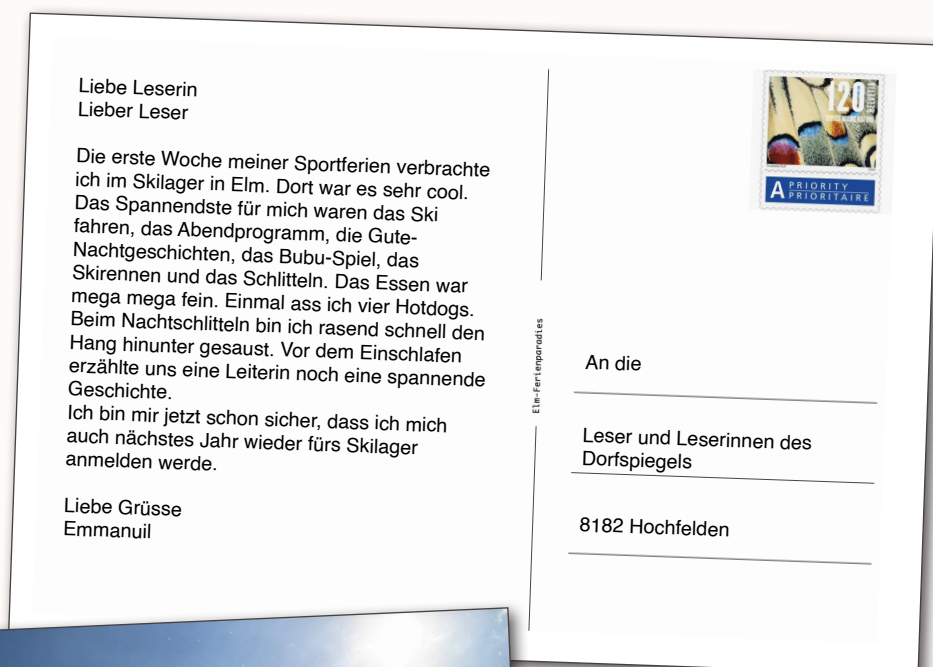 Liebe Leserin
Lieber Leser
Die erste Woche meiner Sportferien verbrachte
ich im Skilager in Elm. Dort war es sehr cool.
Das Spannendste für mich waren das Ski
fahren, das Abendprogramm, die Gute-
Nachtgeschichten, das Bubu-Spiel, das
Skirennen und das Schlitteln. Das Essen war
mega mega fein. Einmal ass ich vier Hotdogs.
Beim Nachtschlitteln bin ich rasend schnell den
Hang hinunter gesaust. Vor dem Einschlafen
erzählte uns eine Leiterin noch eine spannende
Geschichte.
Ich bin mir jetzt schon sicher, dass ich mich
auch nächstes Jahr wieder fürs Skilager
anmelden werde.
Liebe Grüsse
Emmanuil
Elm-Ferienparadies
120
HELVETIA
A PRIORITY
PRIORITAIRE
An die
Leser und Leserinnen des
Dorfspiegels
8182 Hochfelden